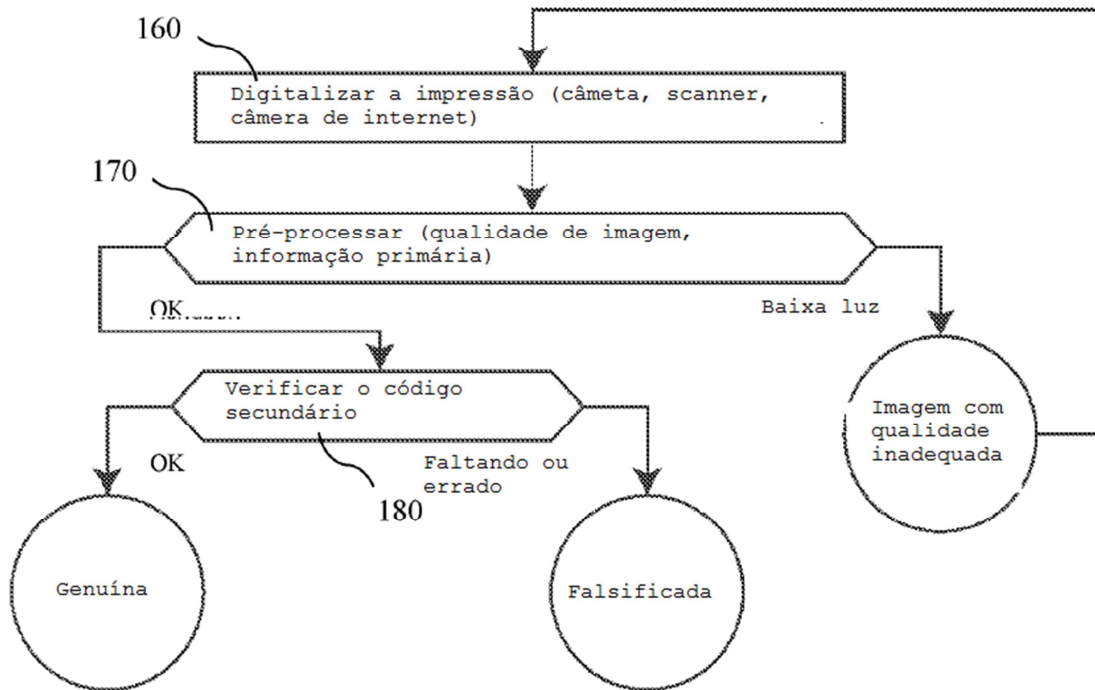 160
Digitalizar a impressão (câmeta, scanner,
câmera de internet)
170
Pré-processar (qualidade de imagem,
informação primária)
OK
Baixa luz
Verificar o código
secundário
Imagem com
qualidade
inadequada
OK
Faltando ou
errado
180
Genuína
Falsificada